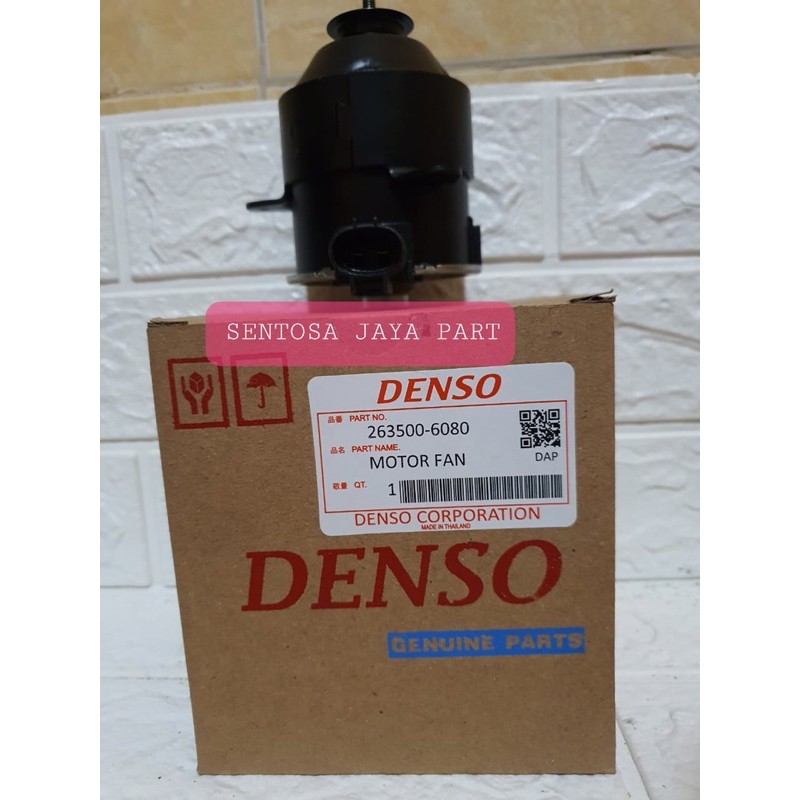 SENTOSA JAYA PART
DENSO
品番 PART NO.
263500-6080
品名 PART NAME.
MOTOR FAN
DAP
数量 QT.
1
DENSO CORPORATION
MADE IN THAILAND
DENSO
GENUINE PARTS